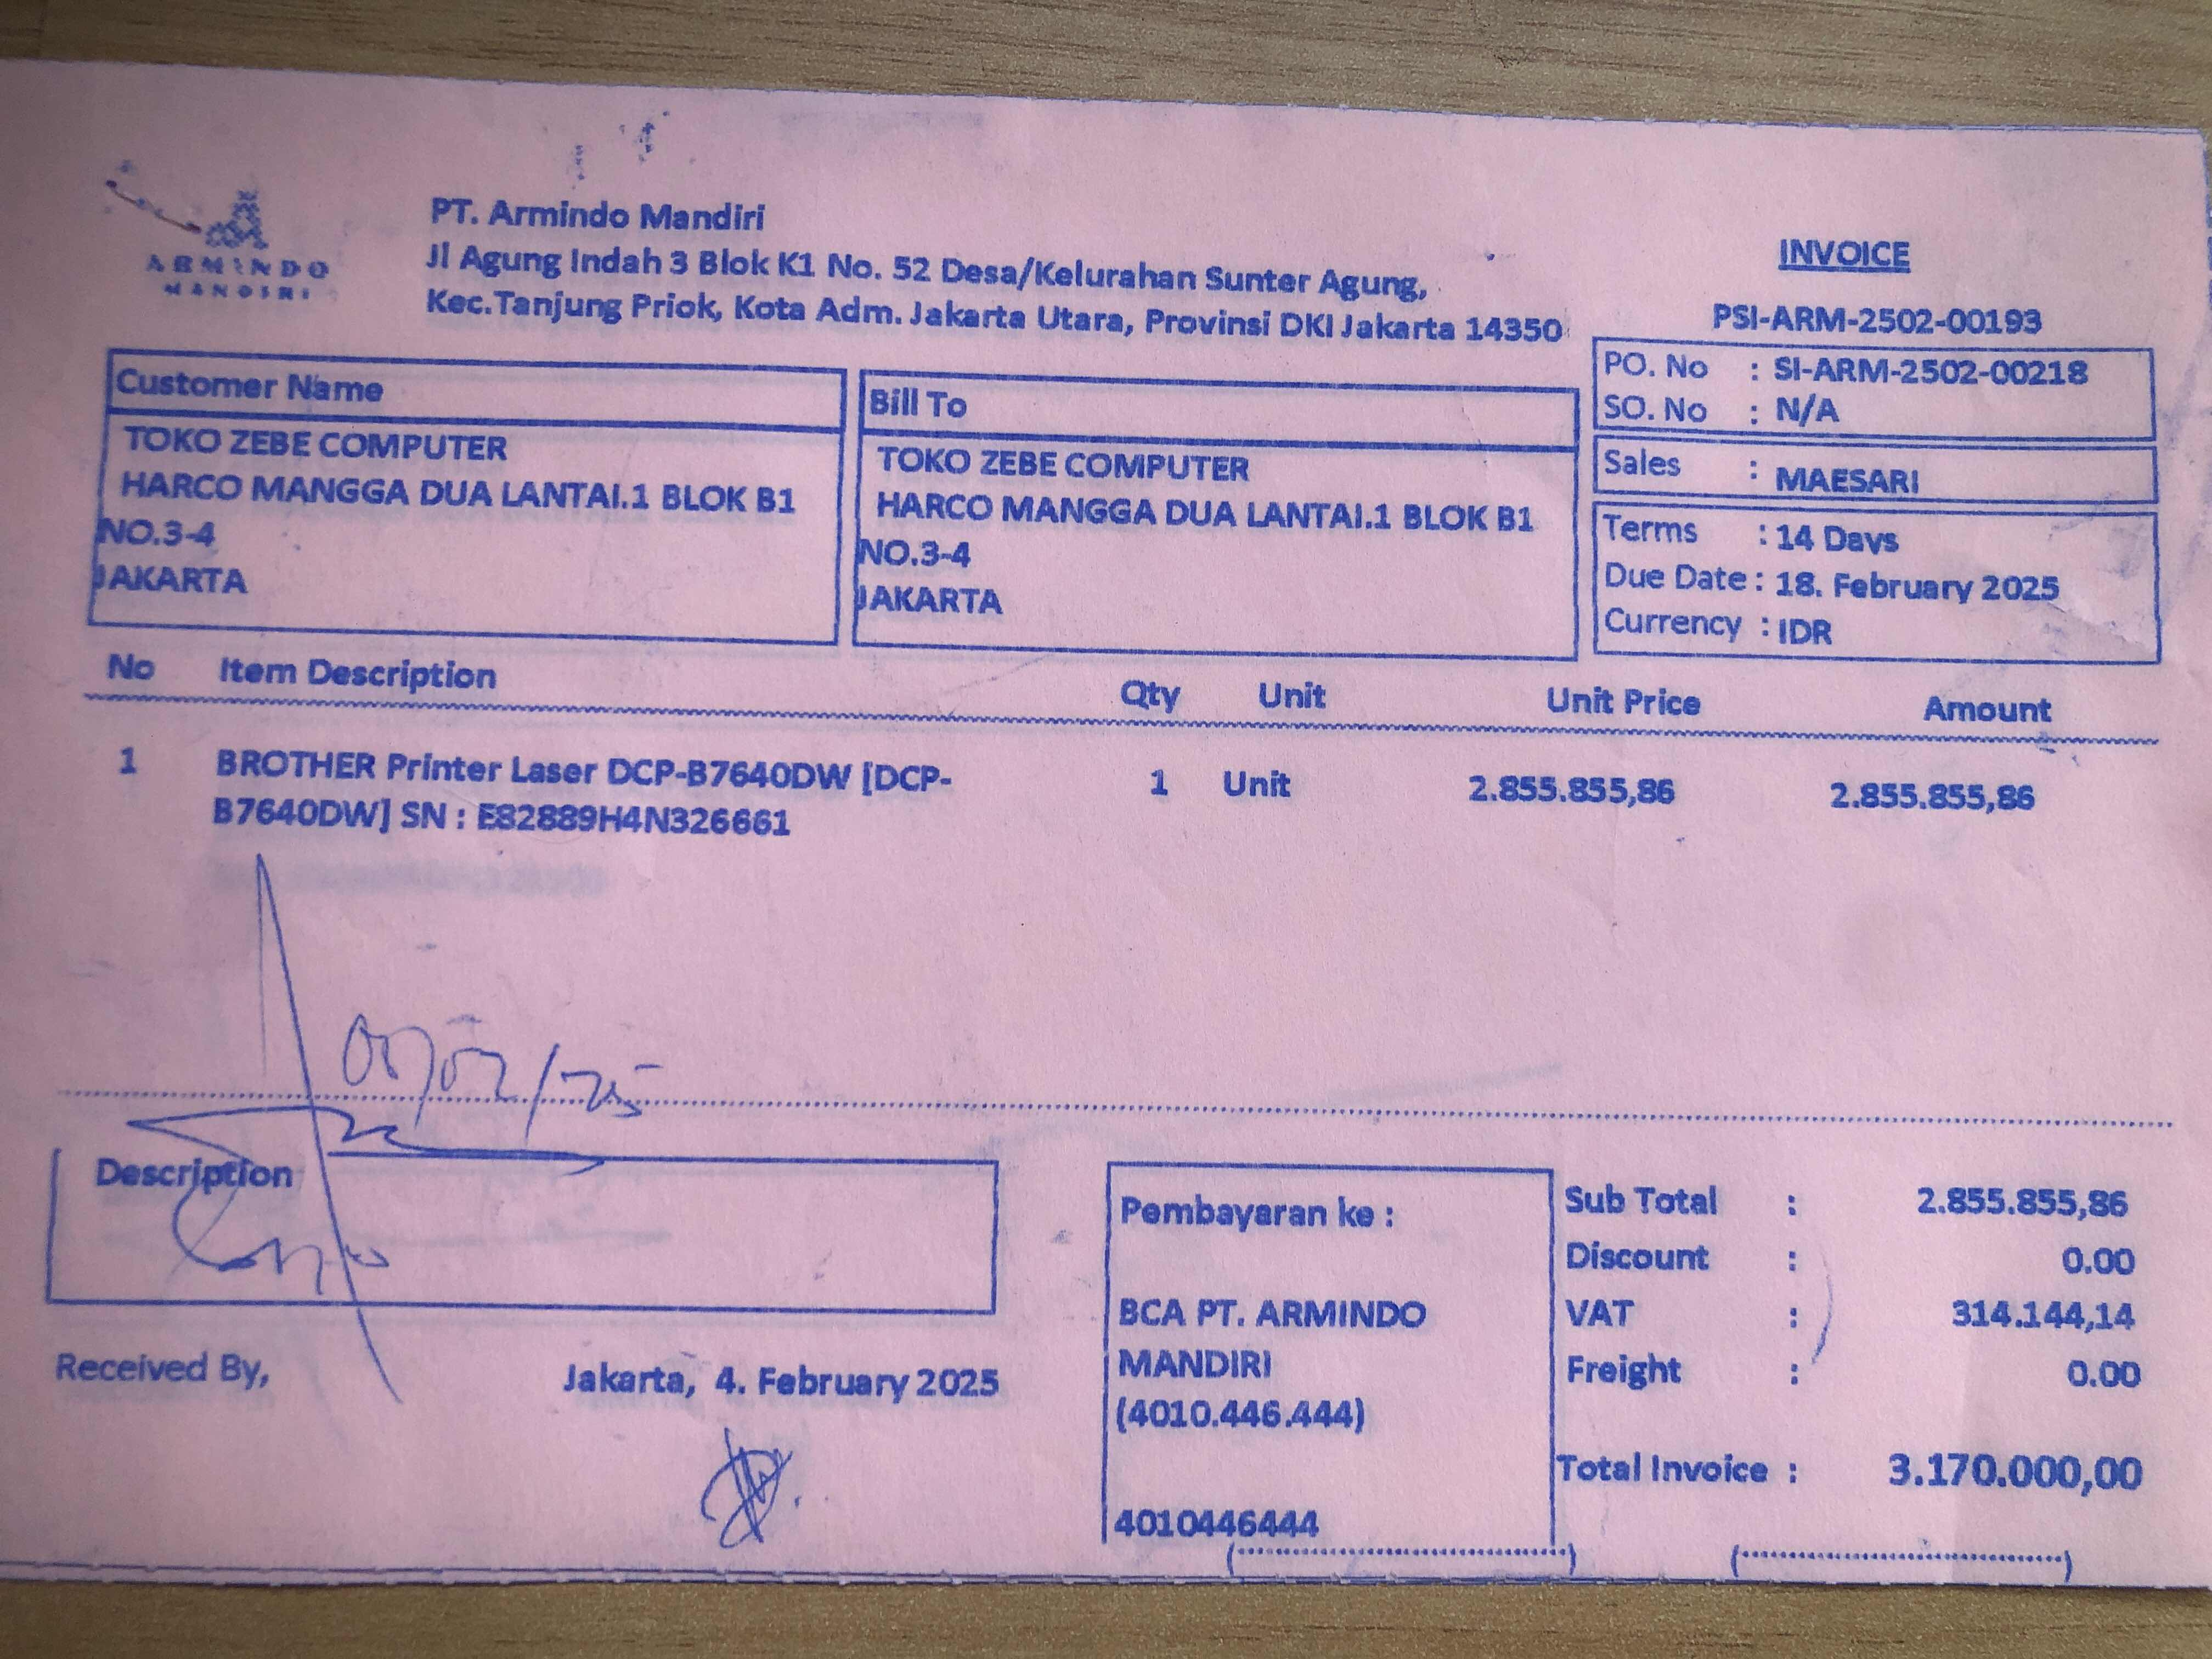 ARMINDO
MANDIRI
PT. Armindo Mandiri
Jl Agung Indah 3 Blok K1 No. 52 Desa/Kelurahan Sunter Agung,
Kec.Tanjung Priok, Kota Adm. Jakarta Utara, Provinsi DKI Jakarta 14350
INVOICE
PSI-ARM-2502-00193
PO. No : SI-ARM-2502-00218
SO. No : N/A
Sales : MAESARI
Terms : 14 Days
Due Date : 18. February 2025
Currency : IDR
Customer Name
TOKO ZEBE COMPUTER
HARCO MANGGA DUA LANTAI.1 BLOK B1
NO.3-4
JAKARTA
Bill To
TOKO ZEBE COMPUTER
HARCO MANGGA DUA LANTAI.1 BLOK B1
NO.3-4
JAKARTA
No Item Description Qty Unit Unit Price Amount
1 BROTHER Printer Laser DCP-B7640DW [DCP- 1 Unit 2.855.855,86 2.855.855,86
B7640DW] SN : E82889H4N326661
Description
Received By,
Jakarta, 4. February 2025
Pembayaran ke :
BCA PT. ARMINDO
MANDIRI
(4010.446.444)
4010446444
Sub Total : 2.855.855,86
Discount : 0.00
VAT : 314.144,14
Freight : 0.00
Total Invoice : 3.170.000,00